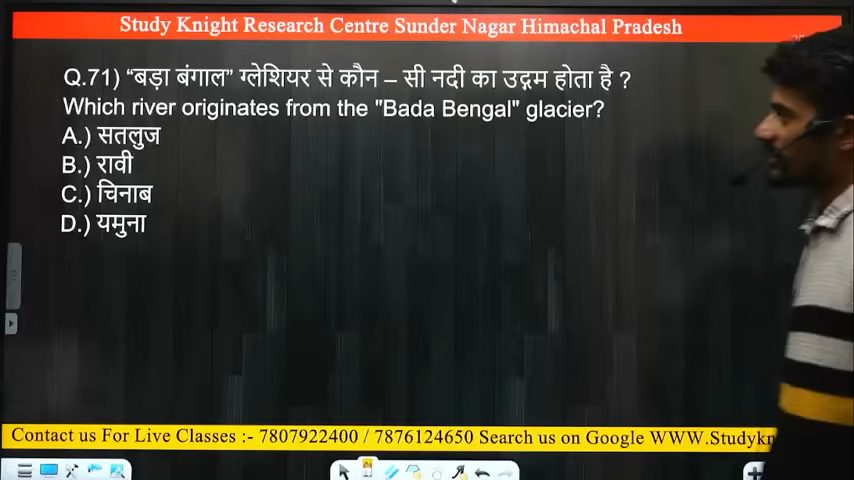 Study Knight Research Centre Sunder Nagar Himachal Pradesh
Q.71) “बड़ा बंगाल” ग्लेशियर से कौन – सी नदी का उद्गम होता है ?
Which river originates from the "Bada Bengal" glacier?
A.) सतलुज
B.) रावी
C.) चिनाब
D.) यमुना
Contact us For Live Classes :- 7807922400 / 7876124650 Search us on Google WWW.Studykn